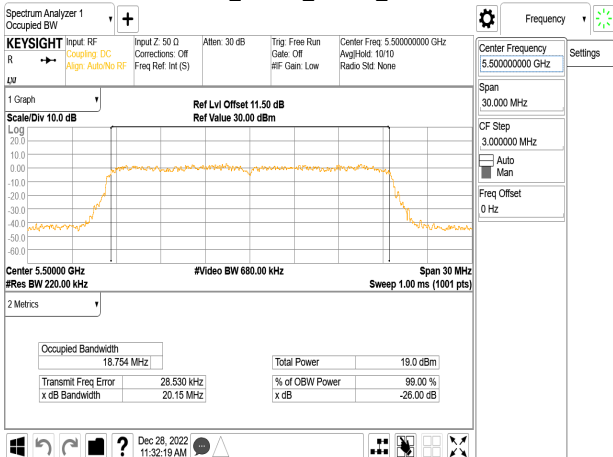 Spectrum Analyzer 1
Occupied BW
KEYSIGHT
R
Input: RF
Coupling: DC
Align: Auto/No RF
Input Z: 50 Ω
Corrections: Off
Freq Ref: Int (S)
Atten: 30 dB
Trig: Free Run
Gate: Off
#IF Gain: Low
Center Freq: 5.500000000 GHz
Avg|Hold: 10/10
Radio Std: None
1 Graph
Scale/Div 10.0 dB
Ref Lvl Offset 11.50 dB
Ref Value 30.00 dBm
Log
20.0
10.0
0.00
-10.0
-20.0
-30.0
-40.0
-50.0
-60.0
Center 5.50000 GHz
#Res BW 220.00 kHz
#Video BW 680.00 kHz
Span 30 MHz
Sweep 1.00 ms (1001 pts)
2 Metrics
Occupied Bandwidth
18.754 MHz
Total Power 19.0 dBm
Transmit Freq Error 28.530 kHz
% of OBW Power 99.00 %
x dB Bandwidth 20.15 MHz
x dB -26.00 dB
?
Dec 28, 2022
11:32:19 AM
Frequency
Center Frequency
5.500000000 GHz
Settings
Span
30.000 MHz
CF Step
3.000000 MHz
Auto
Man
Freq Offset
0 Hz